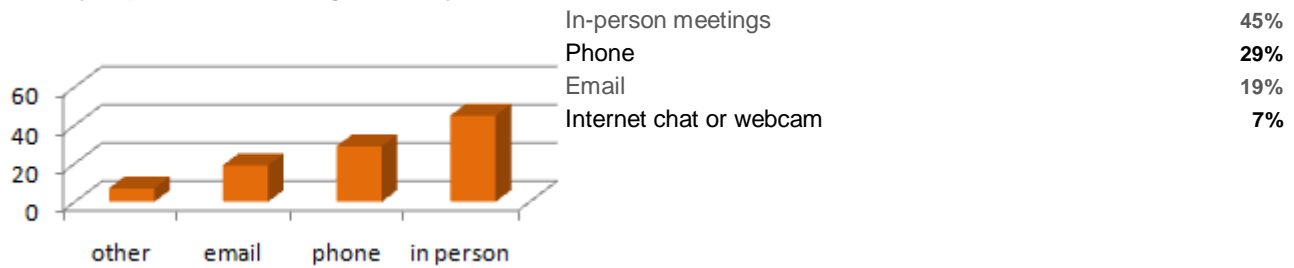 In-person meetings 45%
Phone 29%
Email 19%
Internet chat or webcam 7%
60
40
20
0
other email phone in person